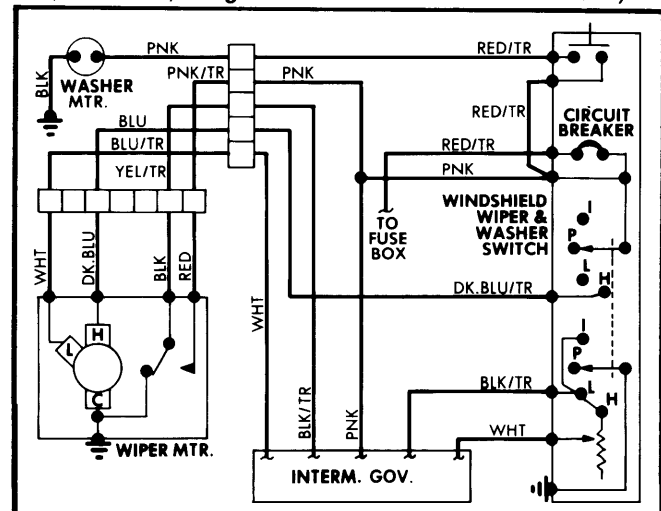 PNK
RED/TR
BLK
WASHER
MTR.
PNK/TR
PNK
RED/TR
CIRCUIT
BREAKER
BLU
BLU/TR
YEL/TR
RED/TR
PNK
TO
FUSE
BOX
WINDSHIELD
WIPER &
WASHER
SWITCH
I
P
L
H
WHT
DK.BLU
BLK
RED
WHT
DK.BLU/TR
H
L
C
WIPER MTR.
BLK/TR
PNK
I
P
L
H
BLK/TR
WHT
INTERM. GOV.